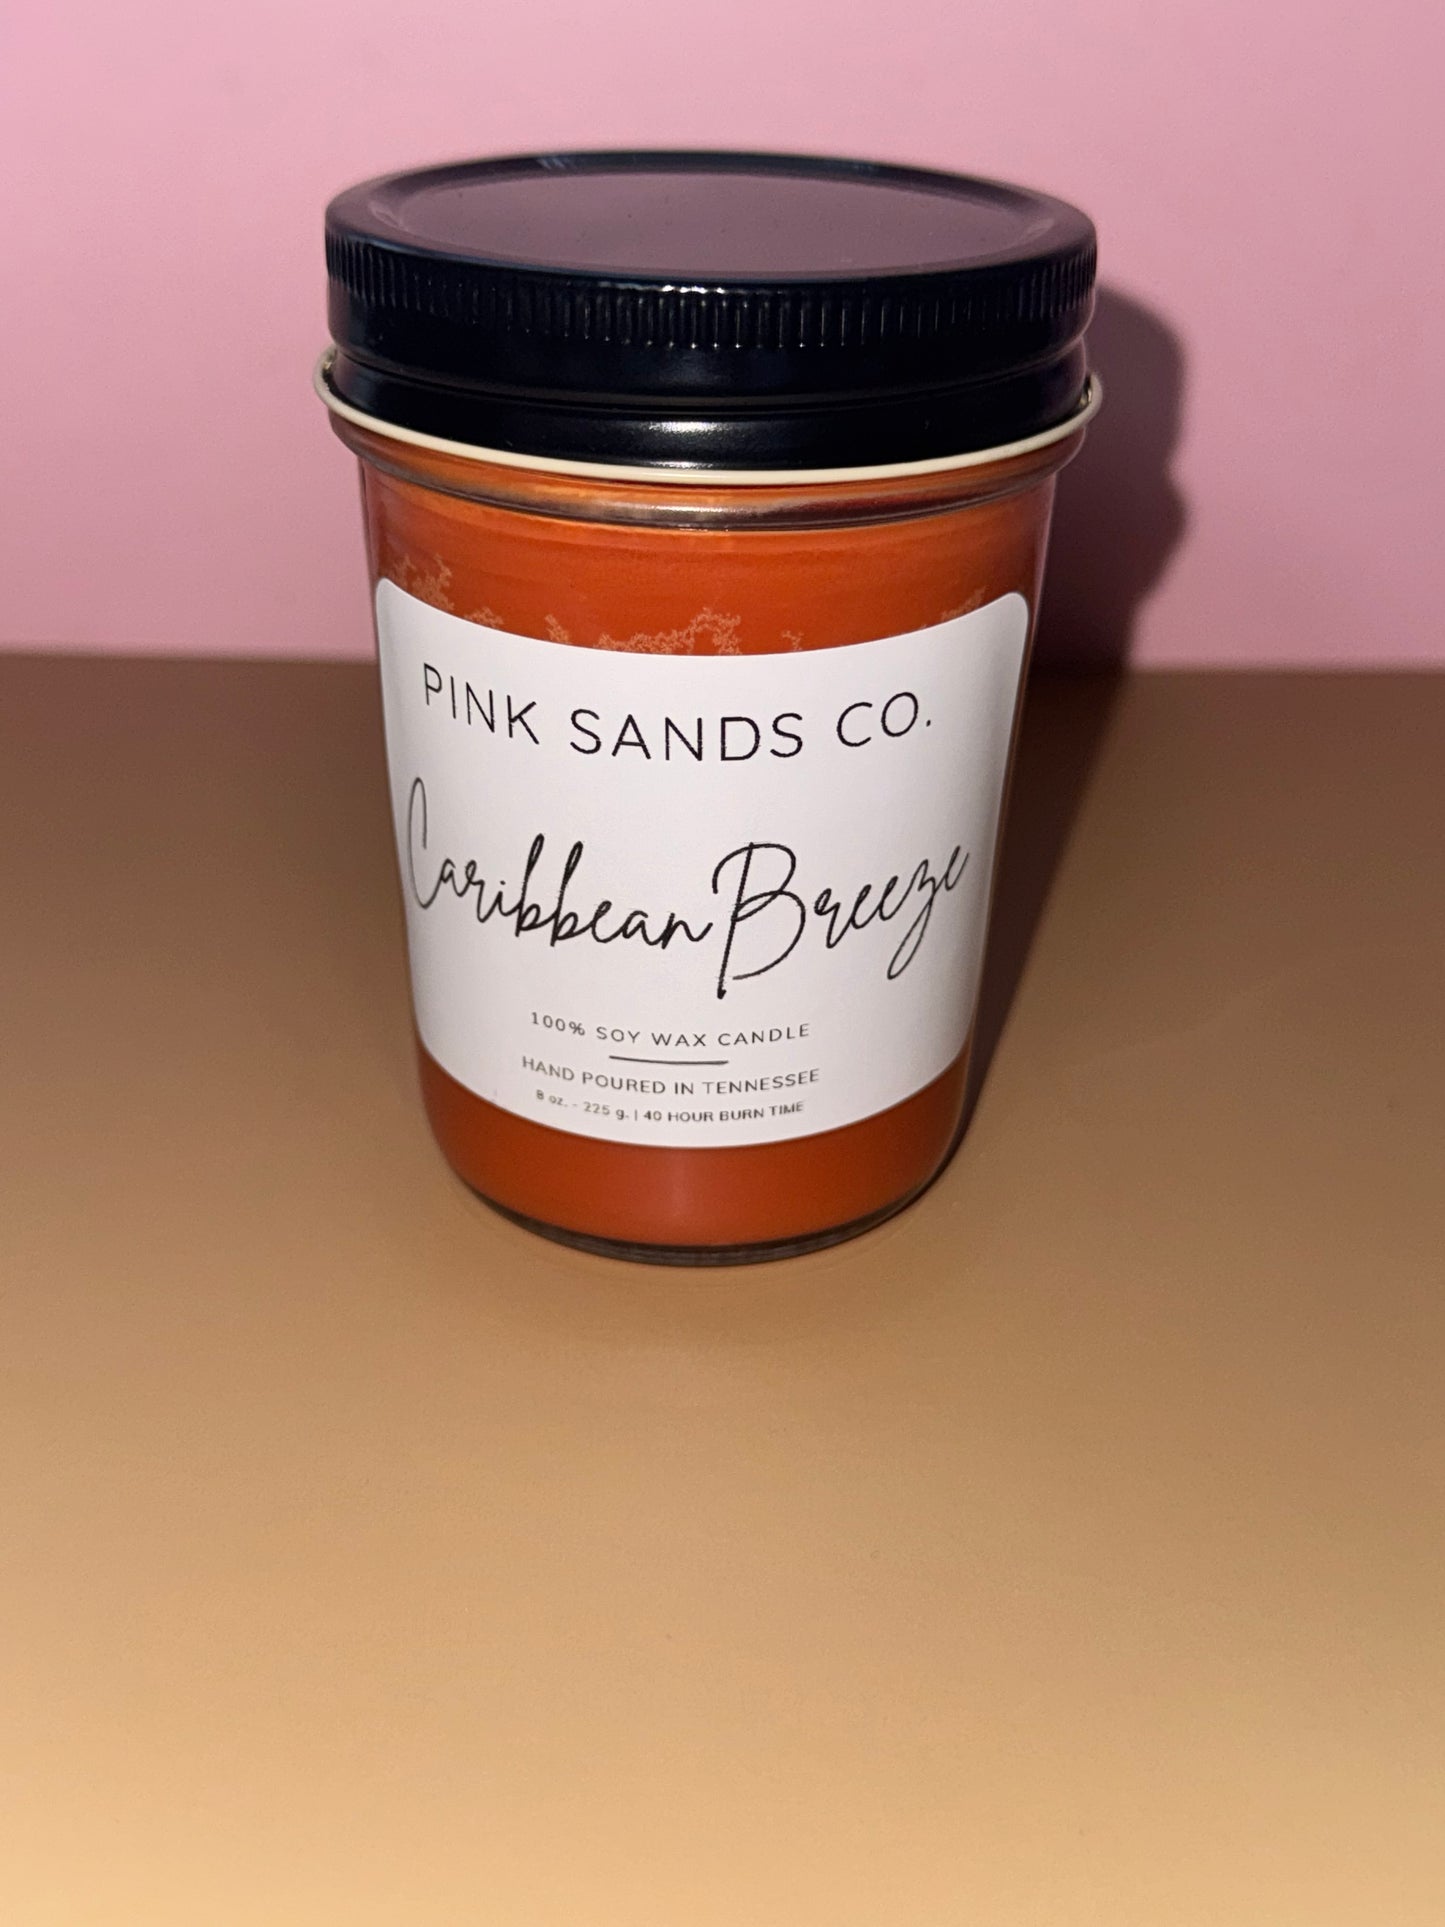 PINK SANDS CO.
Caribbean Breeze
100% SOY WAX CANDLE
HAND POURED IN TENNESSEE
8 oz. - 225 g. | 40 HOUR BURN TIME